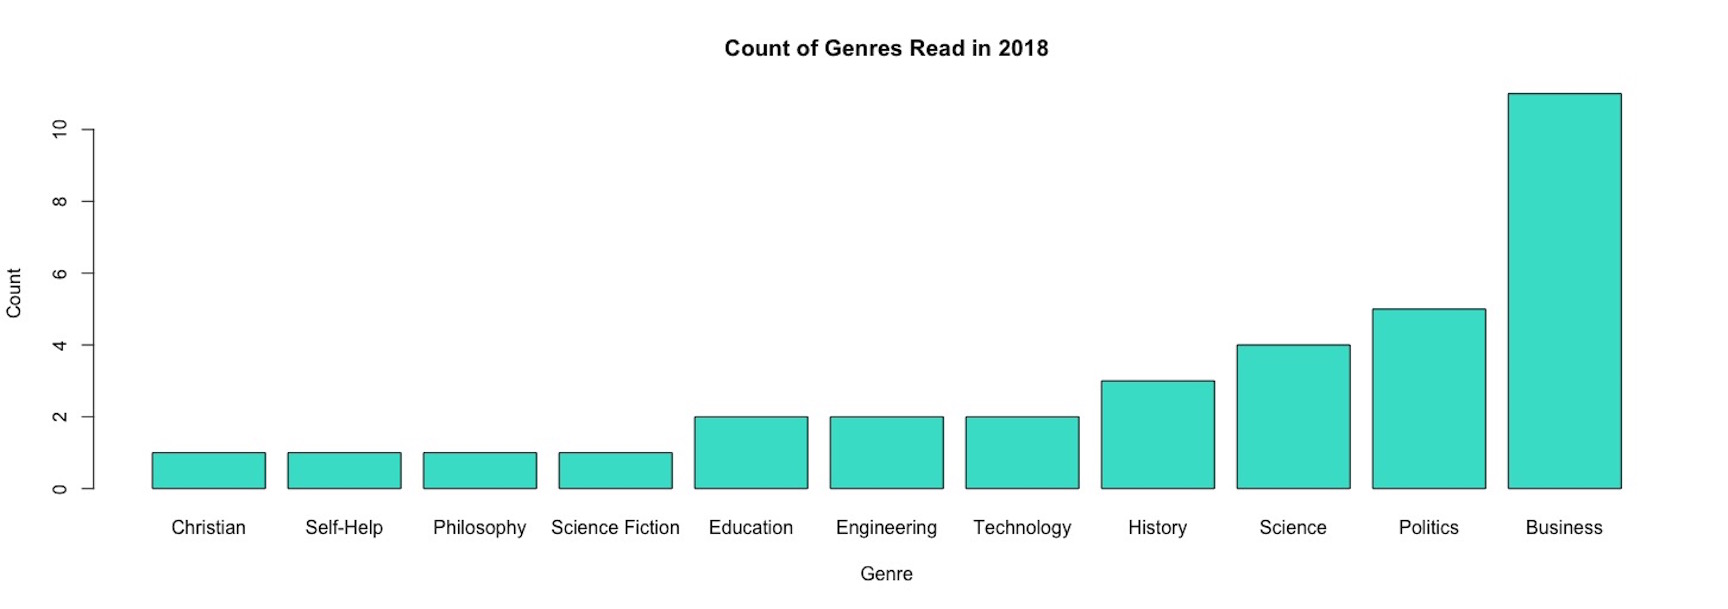 Count of Genres Read in 2018
Count
10
8
6
4
2
0
Christian Self-Help Philosophy Science Fiction Education Engineering Technology History Science Politics Business
Genre